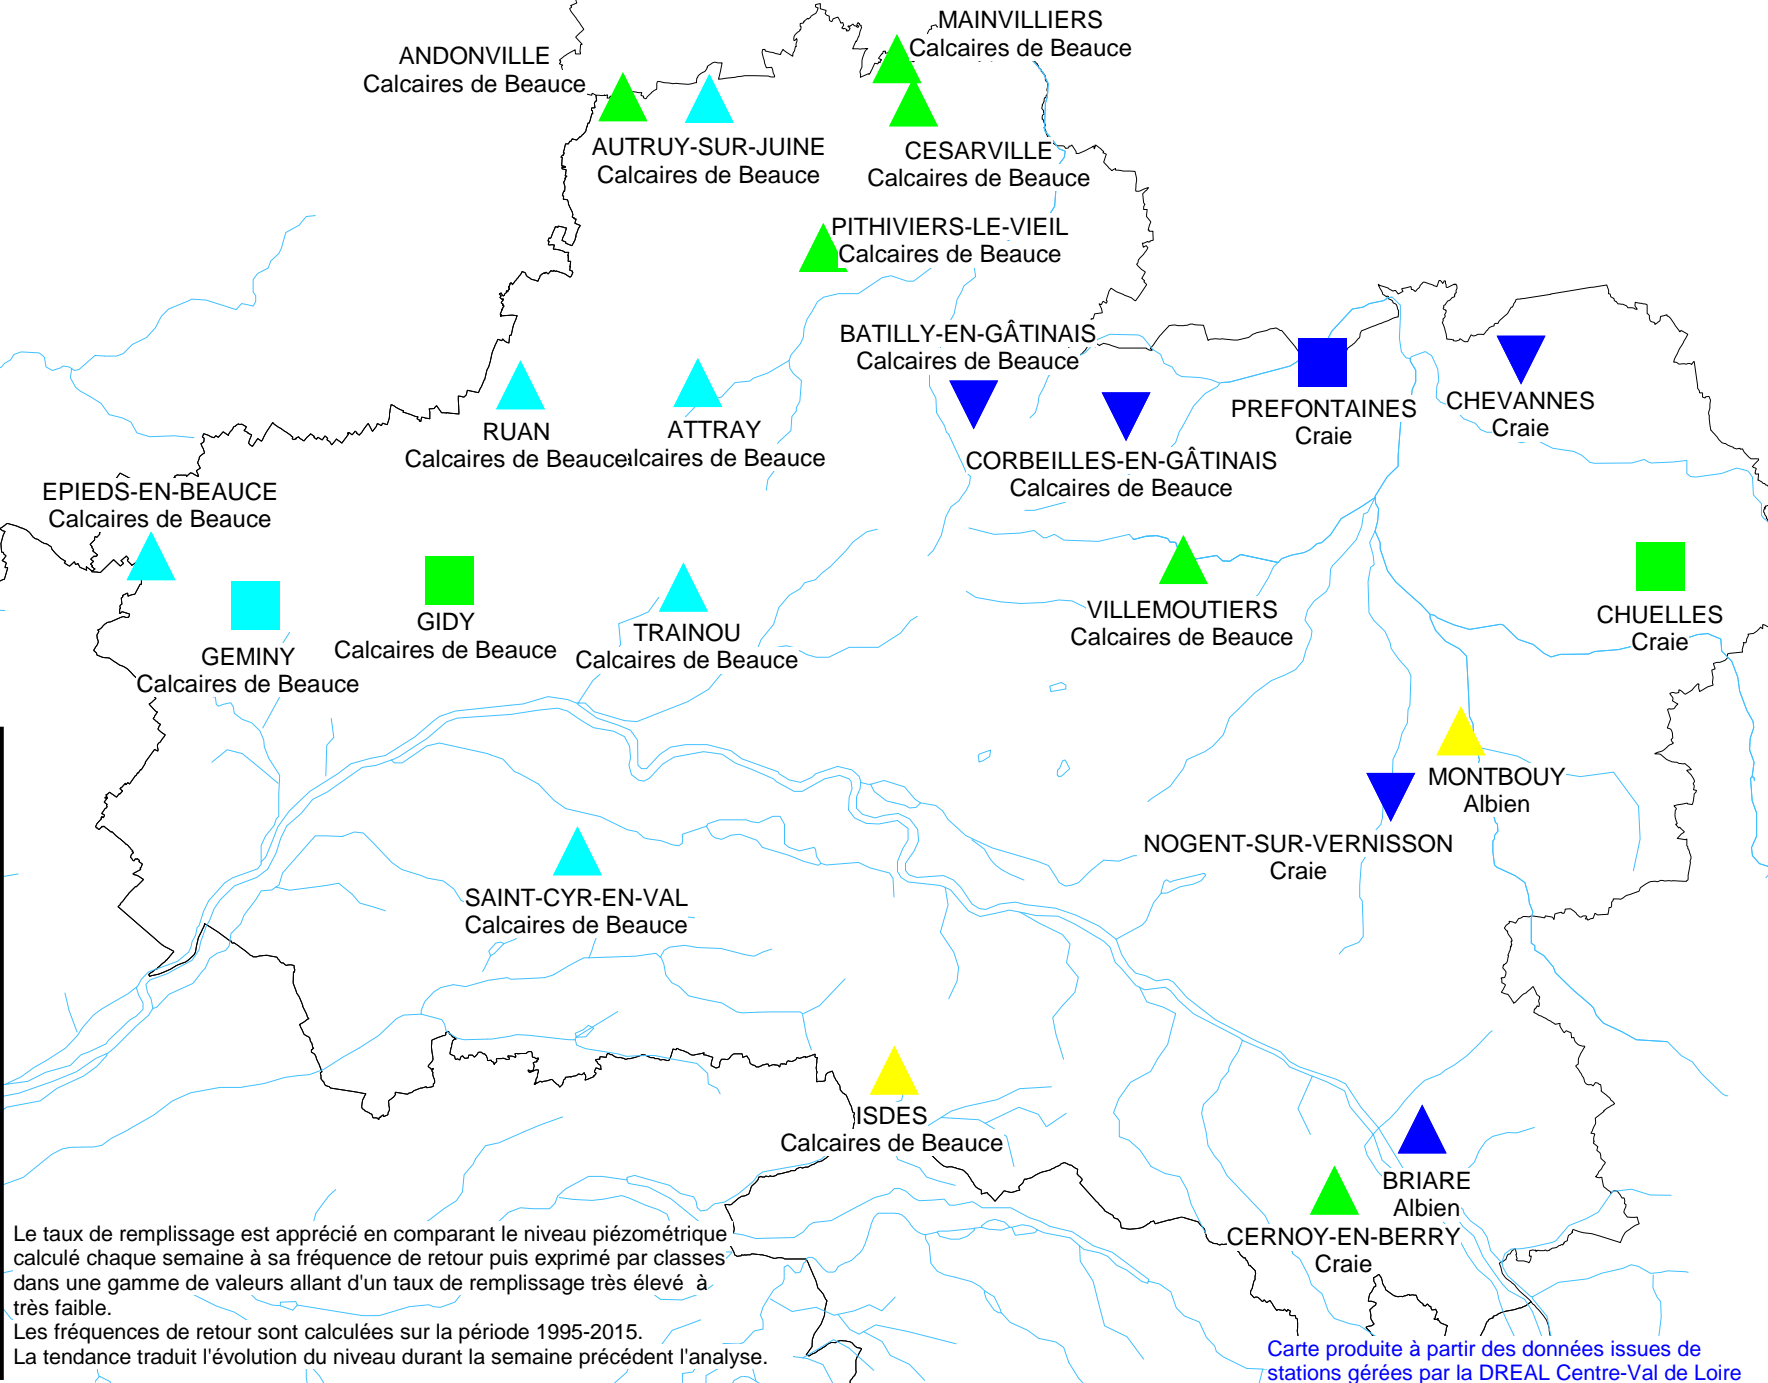 MAINVILLIERS
Calcaires de Beauce
ANDONVILLE
Calcaires de Beauce
AUTRUY-SUR-JUINE
Calcaires de Beauce
CESARVILLE
Calcaires de Beauce
PITHIVIERS-LE-VIEIL
Calcaires de Beauce
BATILLY-EN-GÂTINAIS
Calcaires de Beauce
PREFONTAINES
Craie
CHEVANNES
Craie
RUAN
Calcaires de Beauce
ATTRAY
alcaires de Beauce
CORBEILLES-EN-GÂTINAIS
Calcaires de Beauce
EPIEDS-EN-BEAUCE
Calcaires de Beauce
GEMINY
Calcaires de Beauce
GIDY
Calcaires de Beauce
TRAINOU
Calcaires de Beauce
VILLEMOUTIERS
Calcaires de Beauce
CHUELLES
Craie
MONTBOUY
Albien
NOGENT-SUR-VERNISSON
Craie
SAINT-CYR-EN-VAL
Calcaires de Beauce
ISDES
Calcaires de Beauce
BRIARE
Albien
CERNOY-EN-BERRY
Craie
Le taux de remplissage est apprécié en comparant le niveau piézométrique
calculé chaque semaine à sa fréquence de retour puis exprimé par classes
dans une gamme de valeurs allant d'un taux de remplissage très élevé à
très faible.
Les fréquences de retour sont calculées sur la période 1995-2015.
La tendance traduit l'évolution du niveau durant la semaine précédent l'analyse.
Carte produite à partir des données issues de
stations gérées par la DREAL Centre-Val de Loire